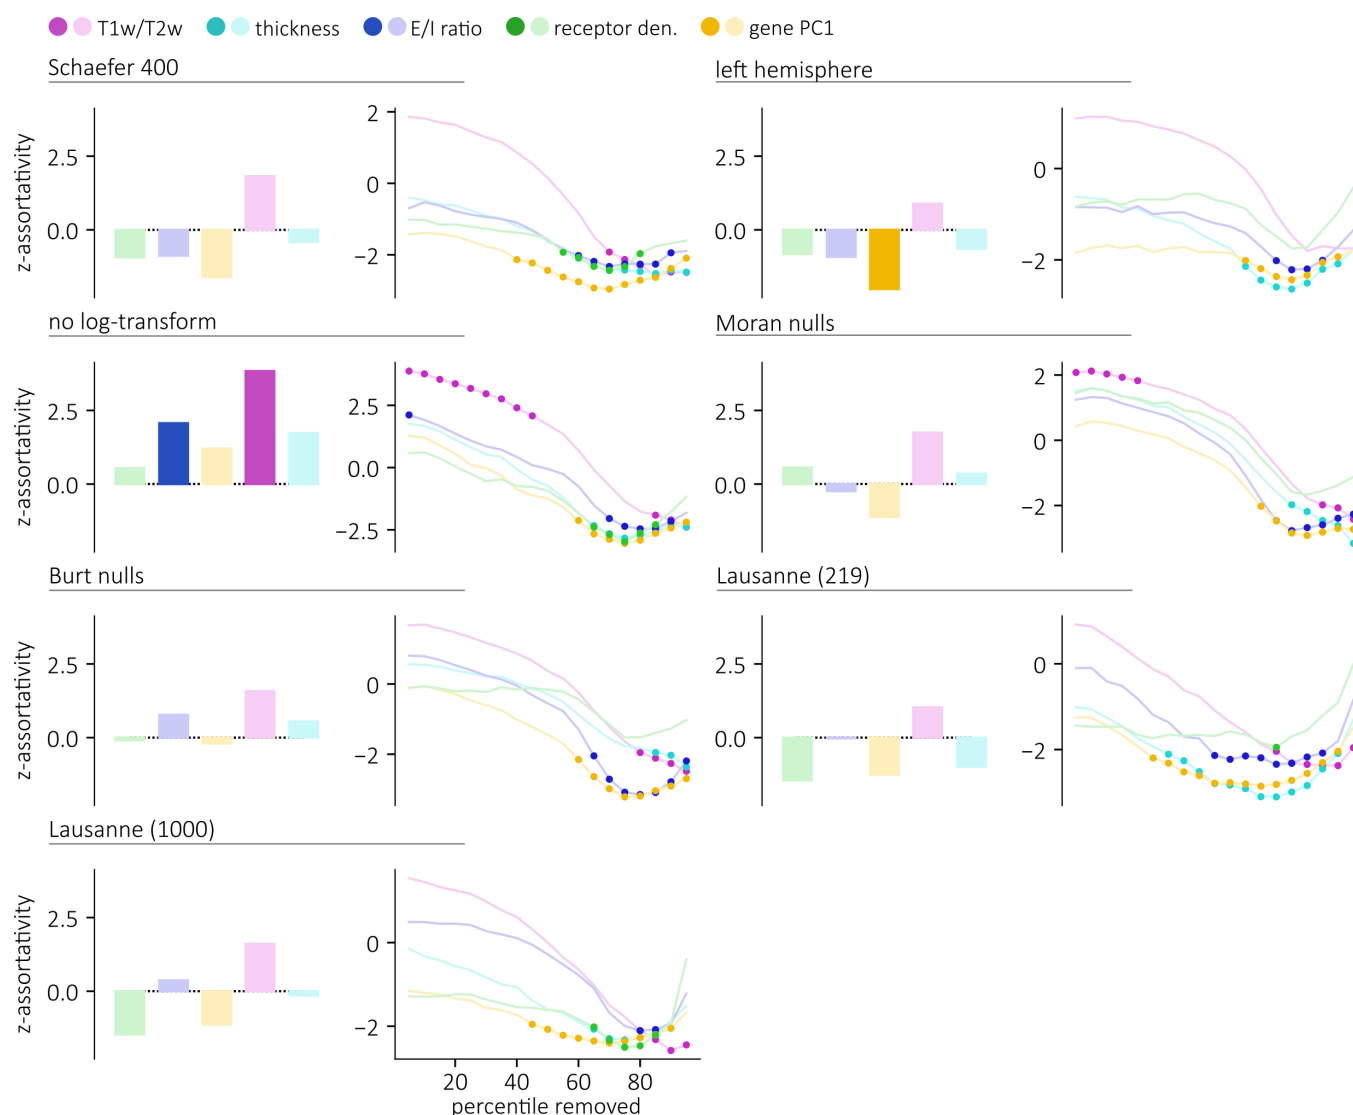 T1w/T2w thickness E/I ratio receptor den. gene PC1
Schaefer 400
z-assortativity
2.5
0.0
2
0
−2
left hemisphere
2.5
0.0
0
−2
no log-transform
z-assortativity
2.5
0.0
2.5
0.0
−2.5
Moran nulls
2.5
0.0
2
0
−2
Burt nulls
z-assortativity
2.5
0.0
0
−2
Lausanne (219)
2.5
0.0
0
−2
Lausanne (1000)
z-assortativity
2.5
0.0
0
−2
20 40 60 80
percentile removed